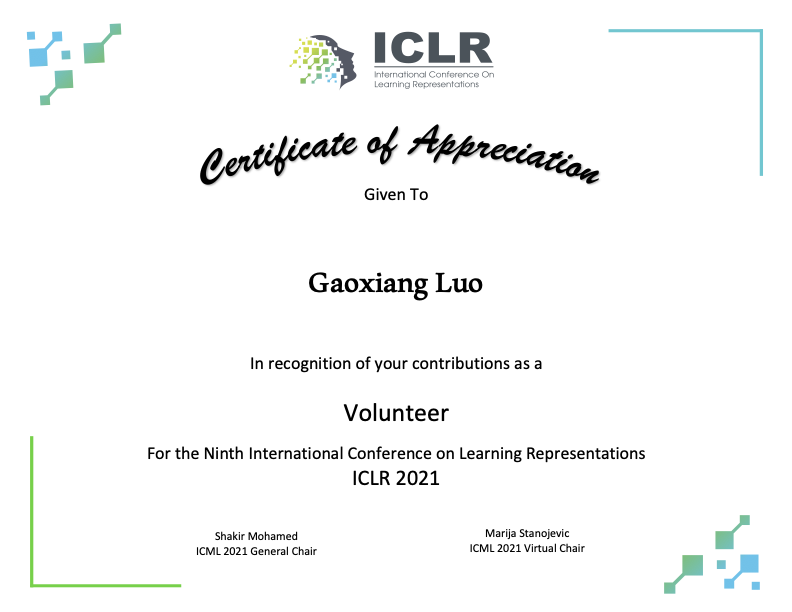 ICLR
International Conference On
Learning Representations
Certificate of Appreciation
Given To
Gaoxiang Luo
In recognition of your contributions as a
Volunteer
For the Ninth International Conference on Learning Representations
ICLR 2021
Shakir Mohamed
ICML 2021 General Chair
Marija Stanojevic
ICML 2021 Virtual Chair